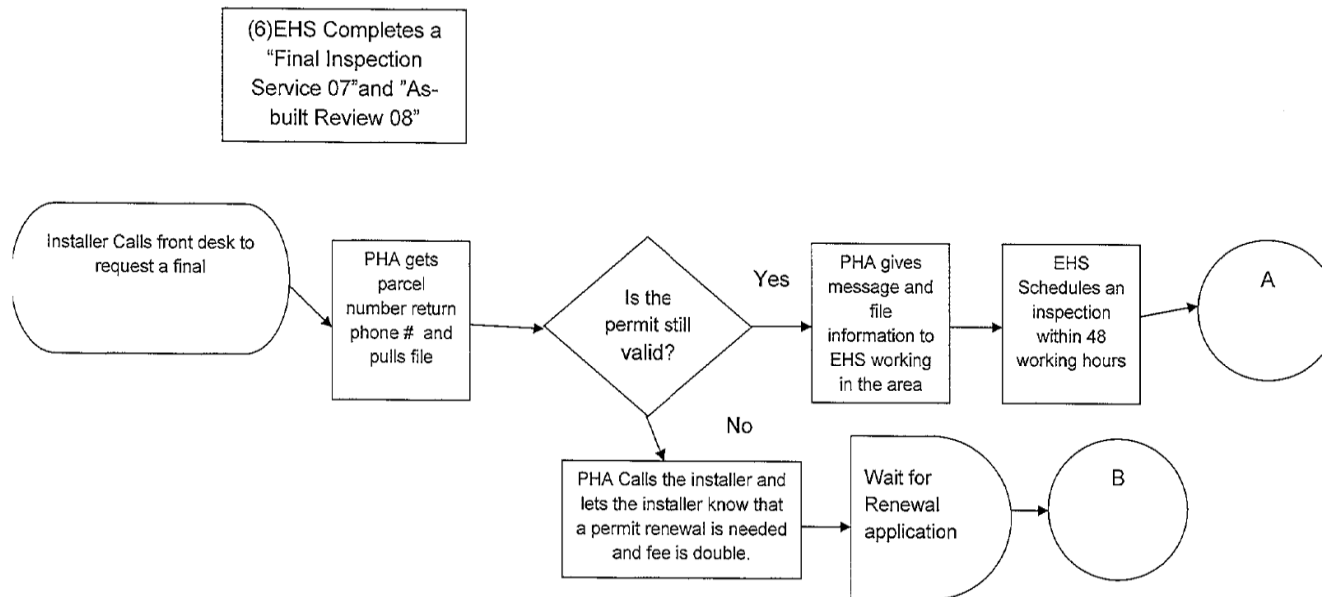 (6)EHS Completes a
“Final Inspection
Service 07”and ”As-
built Review 08”
Installer Calls front desk to
request a final
PHA gets
parcel
number return
phone # and
pulls file
Is the
permit still
valid?
Yes
PHA gives
message and
file
information to
EHS working
in the area
EHS
Schedules an
inspection
within 48
working hours
A
No
PHA Calls the installer and
lets the installer know that
a permit renewal is needed
and fee is double.
Wait for
Renewal
application
B